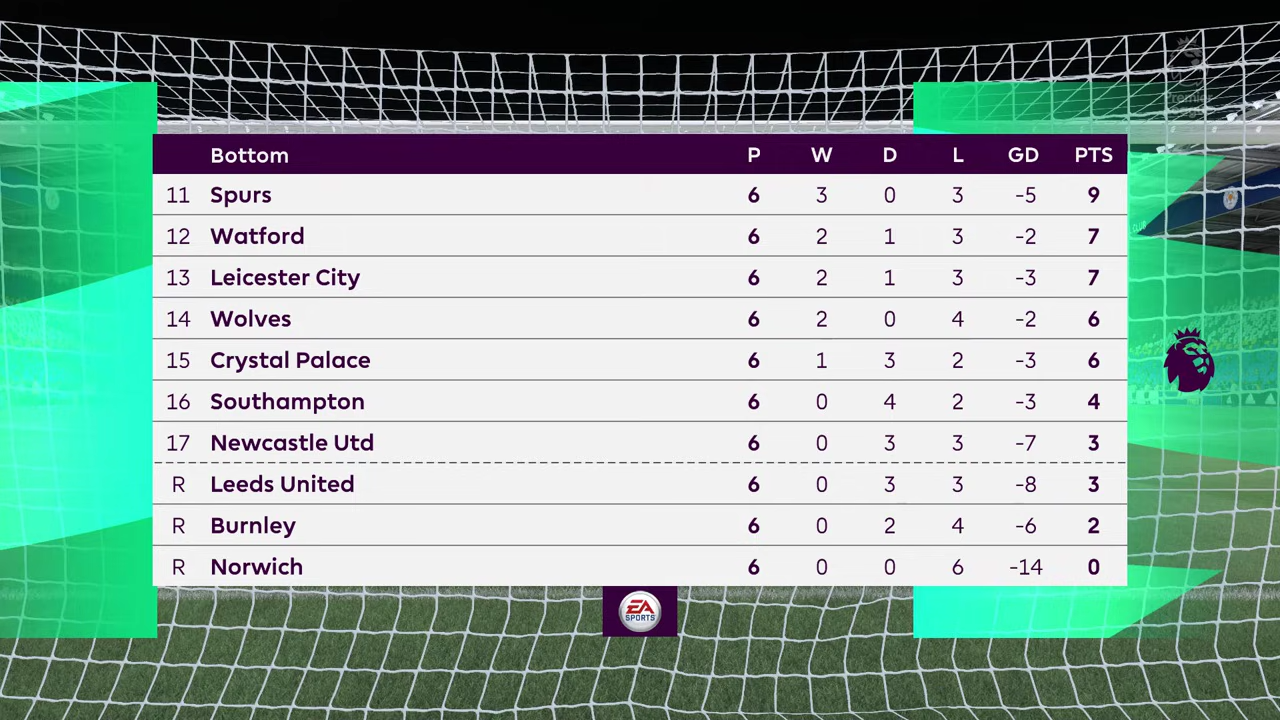 Bottom P W D L GD PTS
11 Spurs 6 3 0 3 -5 9
12 Watford 6 2 1 3 -2 7
13 Leicester City 6 2 1 3 -3 7
14 Wolves 6 2 0 4 -2 6
15 Crystal Palace 6 1 3 2 -3 6
16 Southampton 6 0 4 2 -3 4
17 Newcastle Utd 6 0 3 3 -7 3
R Leeds United 6 0 3 3 -8 3
R Burnley 6 0 2 4 -6 2
R Norwich 6 0 0 6 -14 0
EA
SPORTS